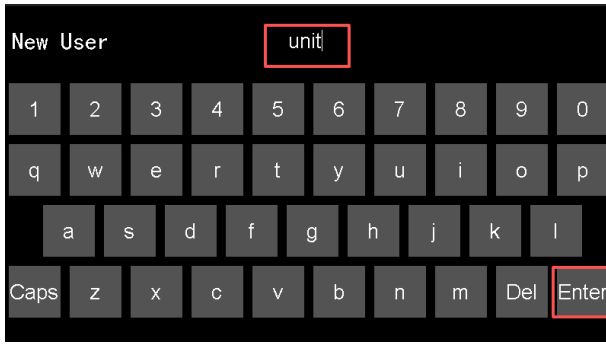 New User unit
1 2 3 4 5 6 7 8 9 0
q w e r t y u i o p
a s d f g h j k l
Caps z x c v b n m Del Enter